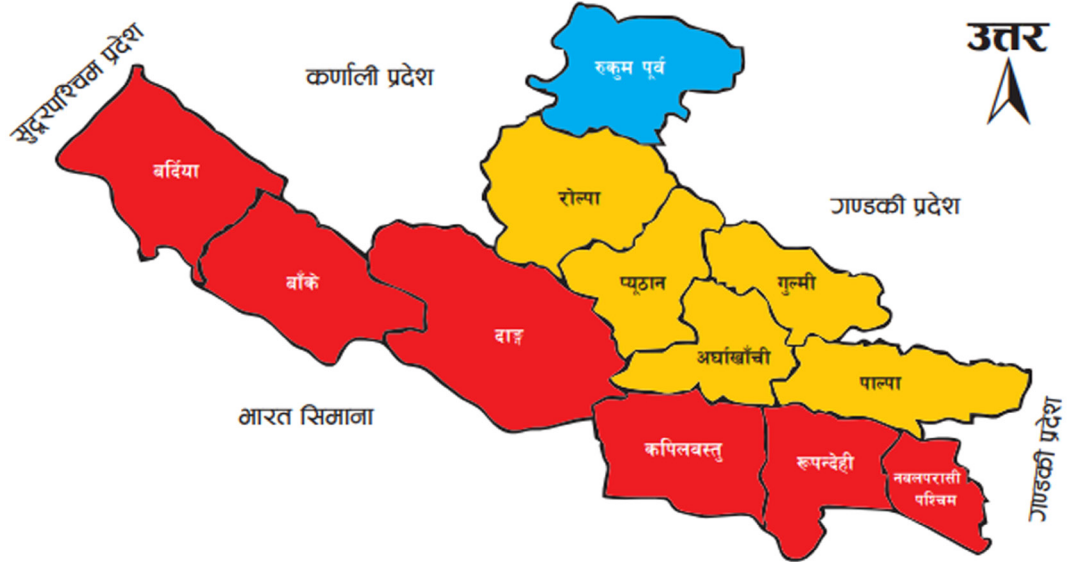 उत्तर
सुदूरपश्चिम प्रदेश
कर्णाली प्रदेश
रुकुम पूर्व
बर्दिया
रोल्पा
गण्डकी प्रदेश
बाँके
प्यूठान
गुल्मी
दाङ्ग
अर्घाखाँची
पाल्पा
भारत सिमाना
कपिलवस्तु
रूपन्देही
नवलपरासी
पश्चिम
गण्डकी प्रदेश